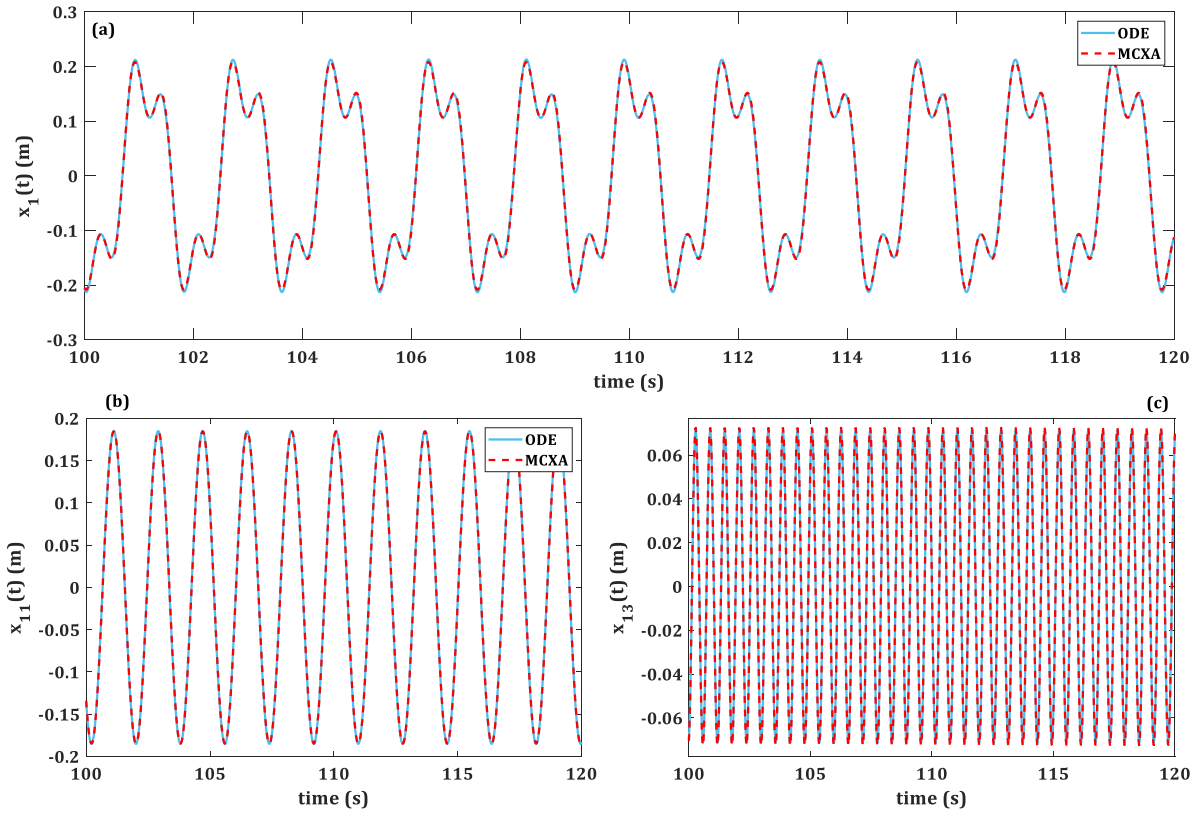 (a)
ODE
MCXA
0.3
0.2
0.1
0
-0.1
-0.2
-0.3
x_1(t) (m)
100 102 104 106 108 110 112 114 116 118 120
time (s)
(b)
ODE
MCXA
0.2
0.15
0.1
0.05
0
-0.05
-0.1
-0.15
-0.2
x_11(t) (m)
100 105 110 115 120
time (s)
(c)
0.06
0.04
0.02
0
-0.02
-0.04
-0.06
x_13(t) (m)
100 105 110 115 120
time (s)